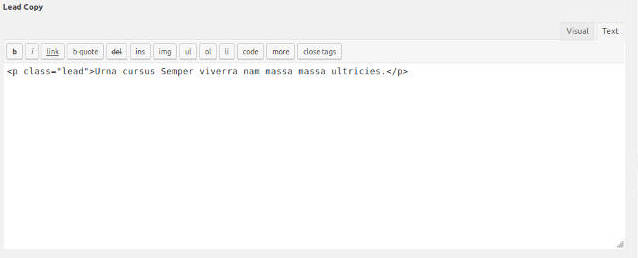 Lead Copy
Visual Text
b i link b-quote del ins img ul ol li code more close tags
<p class="lead">Urna cursus Semper viverra nam massa massa ultricies.</p>